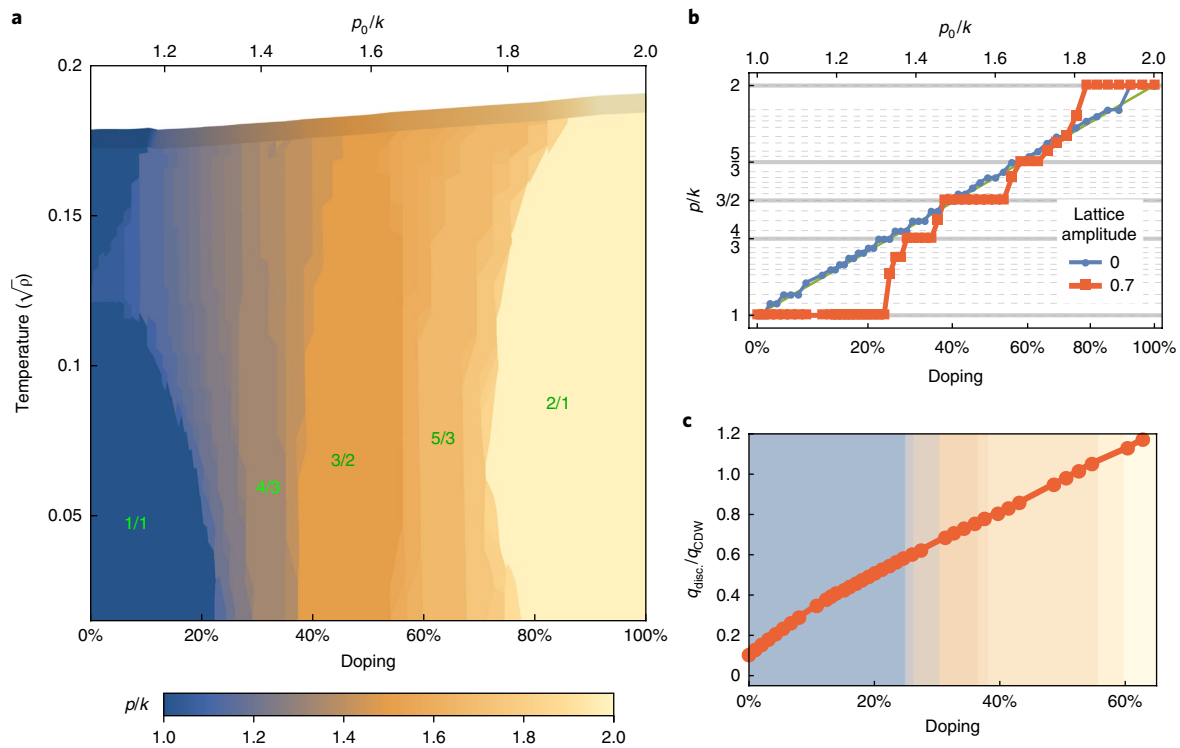 a
p0/k
1.2 1.4 1.6 1.8 2.0
0.2
0.15
0.1
0.05
Temperature (√ρ)
1/1
4/3
3/2
5/3
2/1
0% 20% 40% 60% 80% 100%
Doping
p/k
1.0 1.2 1.4 1.6 1.8 2.0
b
p0/k
1.0 1.2 1.4 1.6 1.8 2.0
2
5/3
3/2
4/3
1
p/k
Lattice
amplitude
0
0.7
0% 20% 40% 60% 80% 100%
Doping
c
1.2
1.0
0.8
0.6
0.4
0.2
0
qdisc./qCDW
0% 20% 40% 60%
Doping